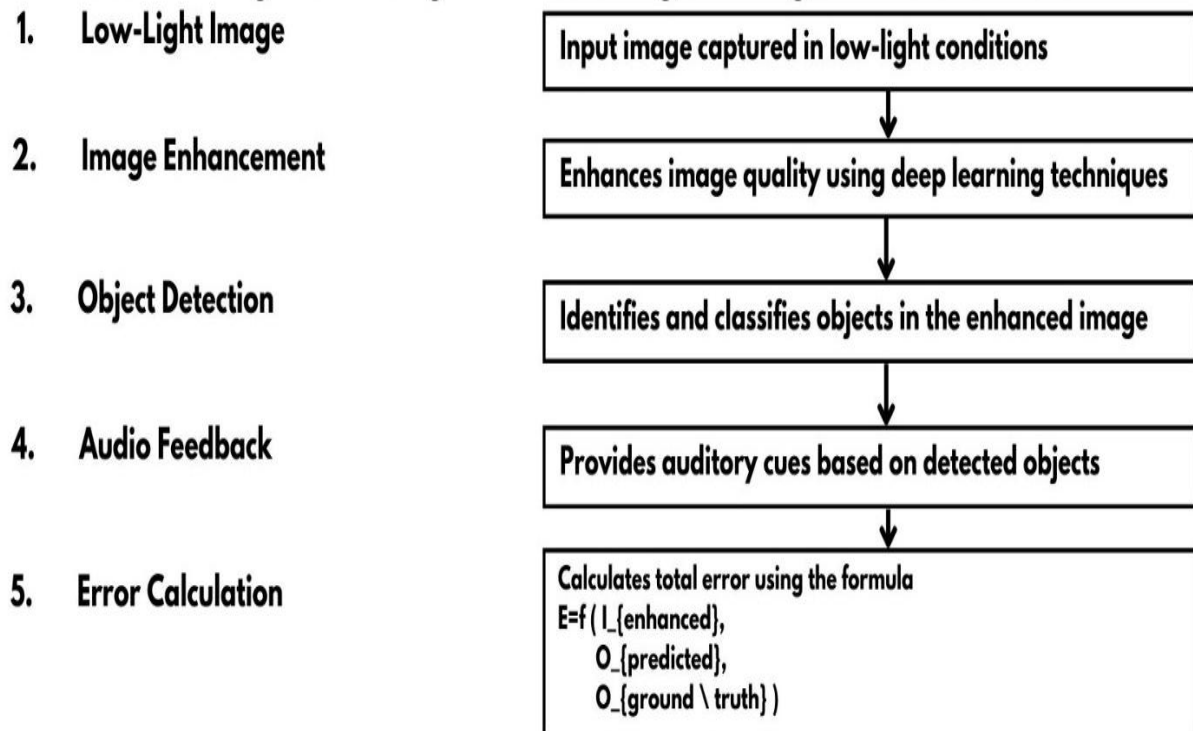 1. Low-Light Image
Input image captured in low-light conditions
2. Image Enhancement
Enhances image quality using deep learning techniques
3. Object Detection
Identifies and classifies objects in the enhanced image
4. Audio Feedback
Provides auditory cues based on detected objects
5. Error Calculation
Calculates total error using the formula
E=f ( I_{enhanced},
O_{predicted},
O_{ground \ truth} )